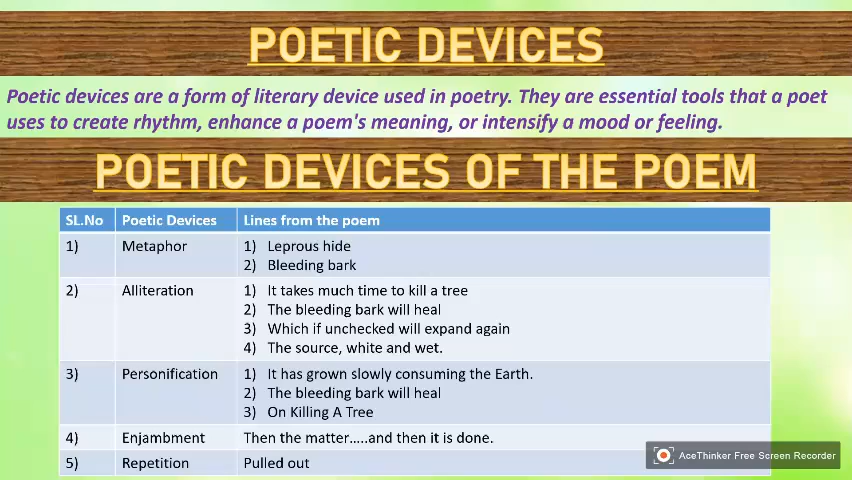 POETIC DEVICES
Poetic devices are a form of literary device used in poetry. They are essential tools that a poet
uses to create rhythm, enhance a poem's meaning, or intensify a mood or feeling.
POETIC DEVICES OF THE POEM
SL.No Poetic Devices Lines from the poem
1) Metaphor 1) Leprous hide
2) Bleeding bark
2) Alliteration 1) It takes much time to kill a tree
2) The bleeding bark will heal
3) Which if unchecked will expand again
4) The source, white and wet.
3) Personification 1) It has grown slowly consuming the Earth.
2) The bleeding bark will heal
3) On Killing A Tree
4) Enjambment Then the matter.....and then it is done.
5) Repetition Pulled out
AceThinker Free Screen Recorder